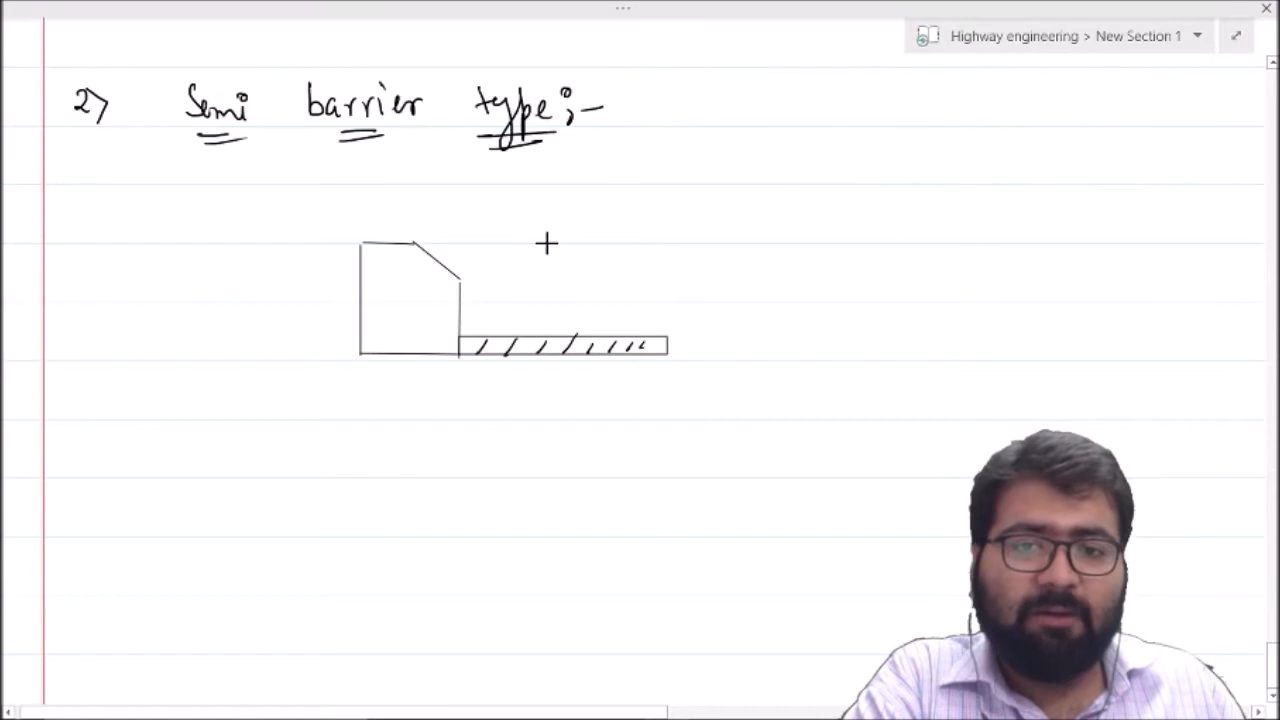 Highway engineering > New Section 1
2> Semi barrier type ;-